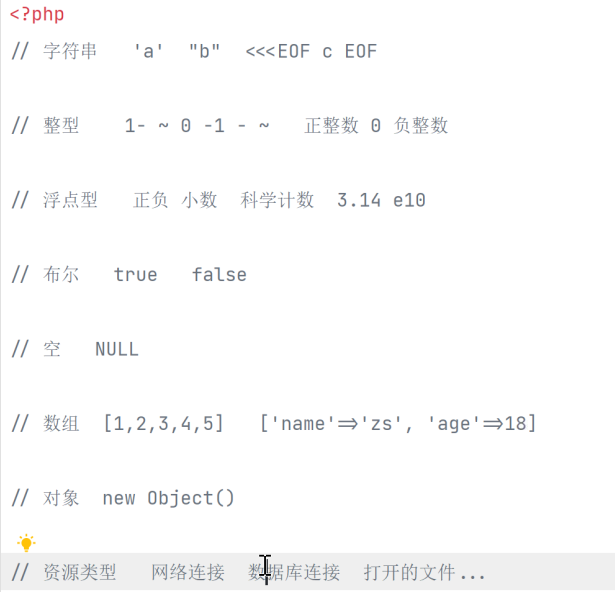 <?php
// 字符串   'a'  "b"  <<<EOF c EOF
// 整型    1- ~ 0 -1 - ~   正整数 0 负整数
// 浮点型   正负 小数  科学计数  3.14 e10
// 布尔   true   false
// 空   NULL
// 数组  [1,2,3,4,5]   ['name'=>'zs', 'age'=>18]
// 对象  new Object()
// 资源类型   网络连接  数据库连接  打开的文件...